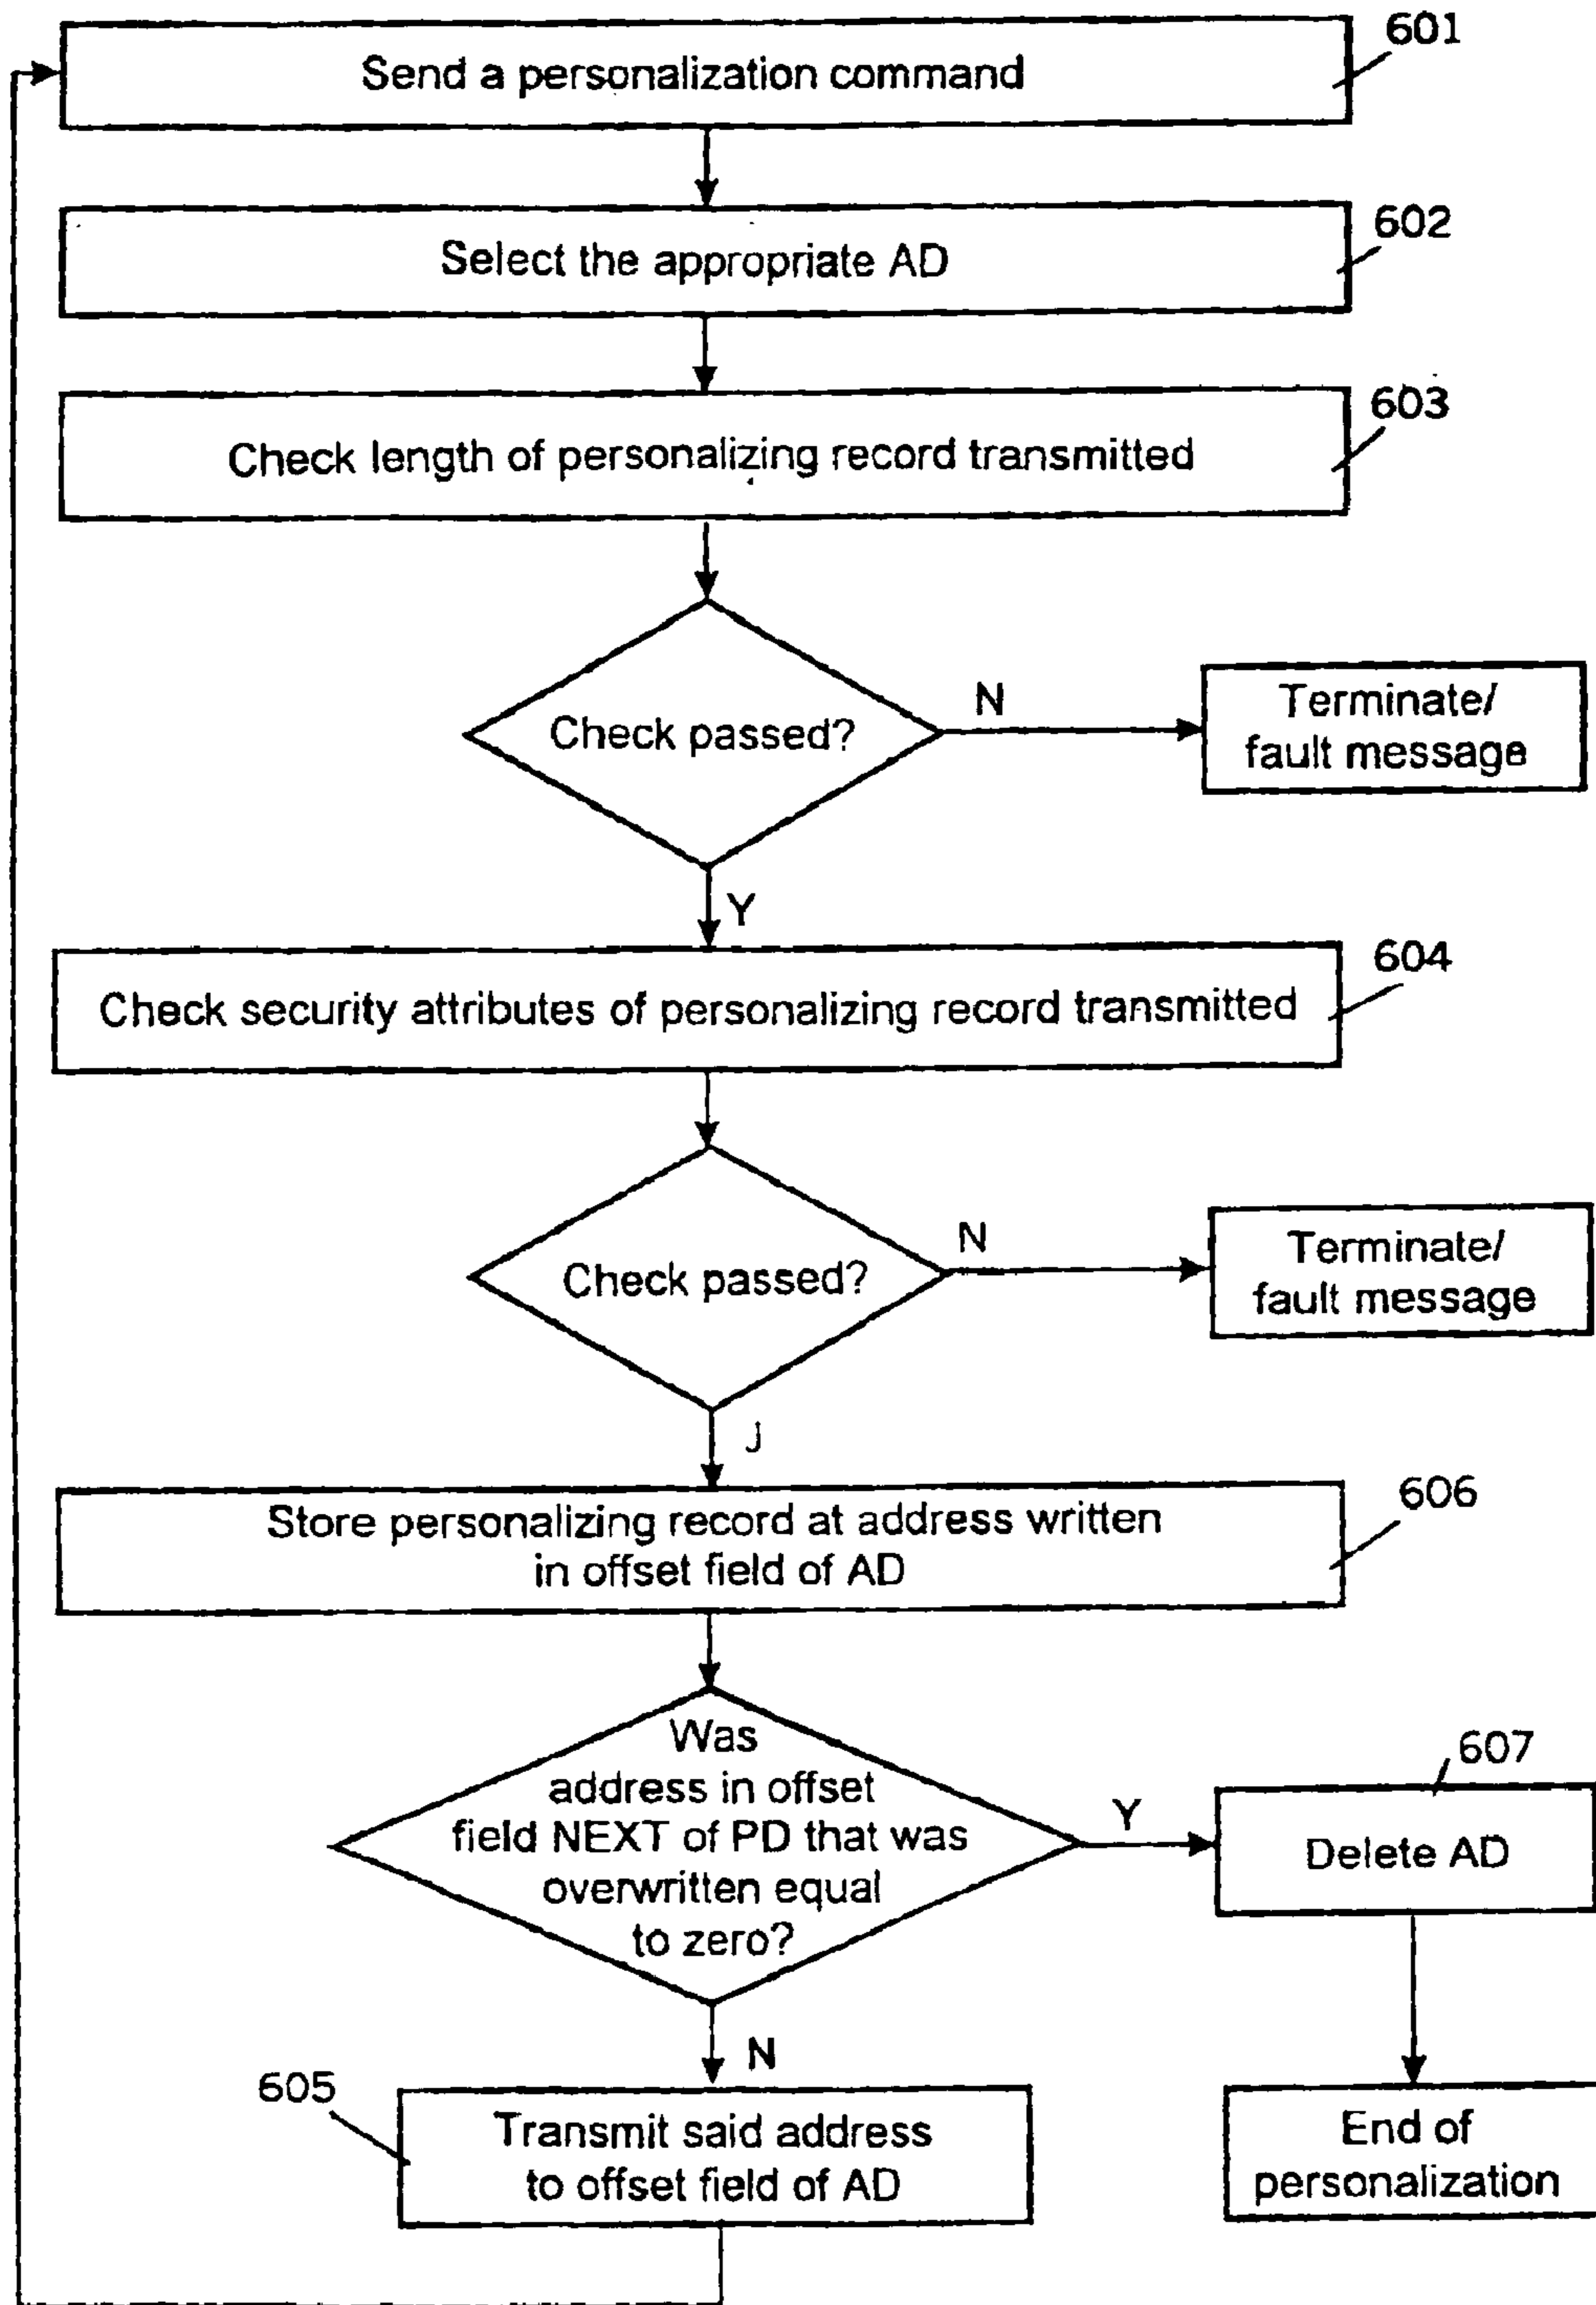 601
Send a personalization command
602
Select the appropriate AD
603
Check length of personalizing record transmitted
Check passed?
N
Terminate/
fault message
Y
604
Check security attributes of personalizing record transmitted
Check passed?
N
Terminate/
fault message
J
606
Store personalizing record at address written
in offset field of AD
Was
address in offset
field NEXT of PD that was
overwritten equal
to zero?
Y
607
Delete AD
N
605
Transmit said address
to offset field of AD
End of
personalization